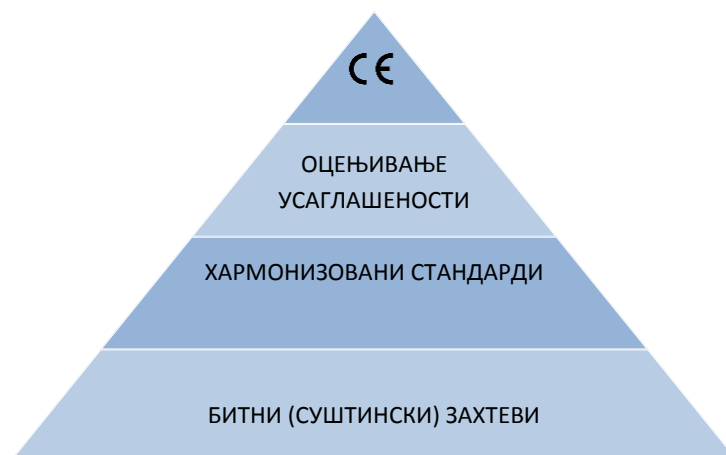 CE
ОЦЕЊИВАЊЕ
УСАГЛАШЕНОСТИ
ХАРМОНИЗОВАНИ СТАНДАРДИ
БИТНИ (СУШТИНСКИ) ЗАХТЕВИ